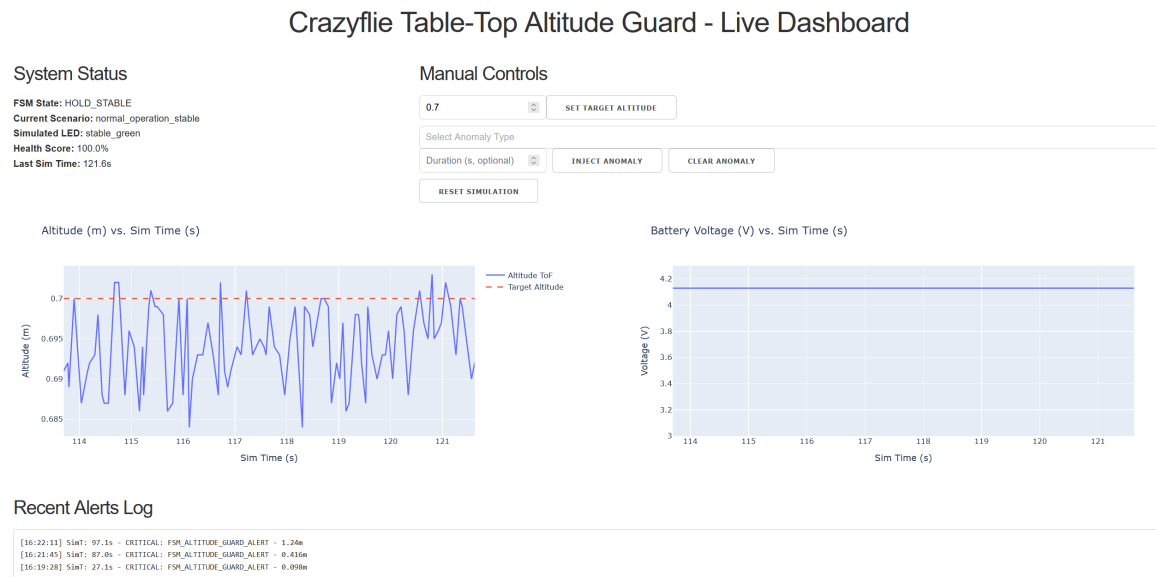 Crazyflie Table-Top Altitude Guard - Live Dashboard
System Status
FSM State: HOLD_STABLE
Current Scenario: normal_operation_stable
Simulated LED: stable_green
Health Score: 100.0%
Last Sim Time: 121.6s
Manual Controls
0.7
SET TARGET ALTITUDE
Select Anomaly Type
Duration (s, optional)
INJECT ANOMALY
CLEAR ANOMALY
RESET SIMULATION
Altitude (m) vs. Sim Time (s)
Altitude ToF
Target Altitude
0.7
0.695
0.69
0.685
Altitude (m)
114 115 116 117 118 119 120 121
Sim Time (s)
Battery Voltage (V) vs. Sim Time (s)
4.2
4
3.8
3.6
3.4
3.2
3
Voltage (V)
114 115 116 117 118 119 120 121
Sim Time (s)
Recent Alerts Log
[16:22:11] SimT: 97.1s - CRITICAL: FSM_ALTITUDE_GUARD_ALERT - 1.24m
[16:21:45] SimT: 87.0s - CRITICAL: FSM_ALTITUDE_GUARD_ALERT - 0.416m
[16:19:28] SimT: 27.1s - CRITICAL: FSM_ALTITUDE_GUARD_ALERT - 0.098m